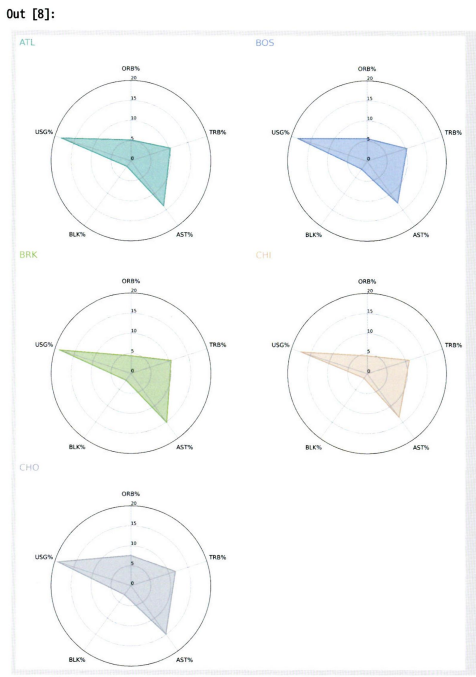 Out [8]:
ATL
ORB%
20
15
10
5
0
TRB%
USG%
BLK%
AST%
BOS
ORB%
20
15
10
5
0
TRB%
USG%
BLK%
AST%
BRK
ORB%
20
15
10
5
0
TRB%
USG%
BLK%
AST%
CHI
ORB%
20
15
10
5
0
TRB%
USG%
BLK%
AST%
CHO
ORB%
20
15
10
5
0
TRB%
USG%
BLK%
AST%